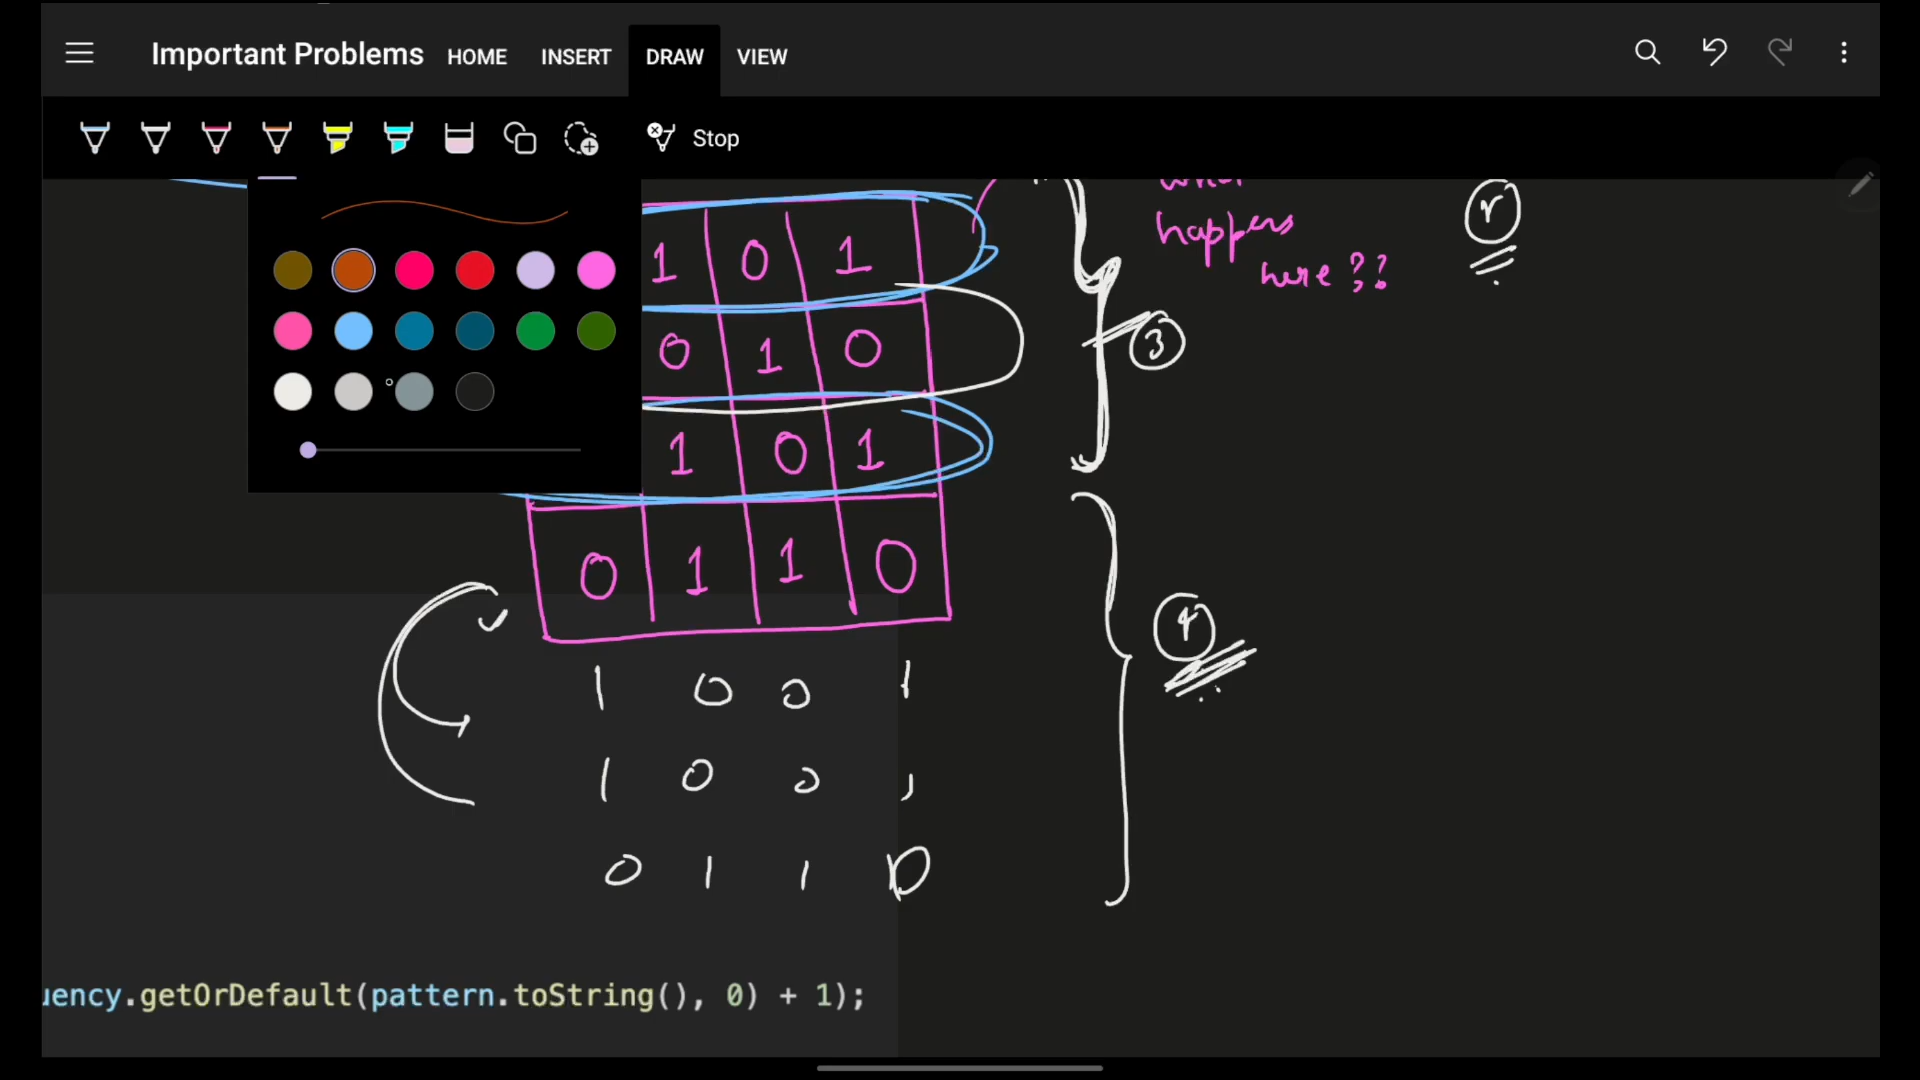 Important Problems HOME INSERT DRAW VIEW
Stop
happens
here ??
r
1 0 1
0 1 0
3
1 0 1
0 1 1 0
4
1 0 0 1
1 0 0 1
0 1 1 0
uency.getOrDefault(pattern.toString(), 0) + 1);